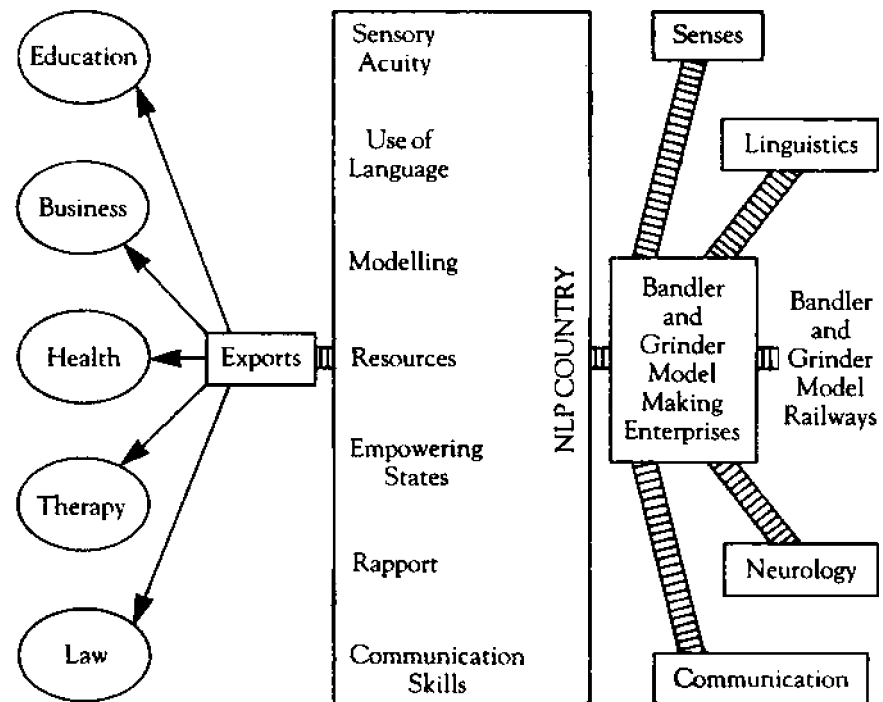 Education
Business
Health
Therapy
Law
Exports
Sensory
Acuity
Use of
Language
Modelling
Resources
Empowering
States
Rapport
Communication
Skills
NLP COUNTRY
Senses
Linguistics
Bandler
and
Grinder
Model
Making
Enterprises
Bandler
and
Grinder
Model
Railways
Neurology
Communication